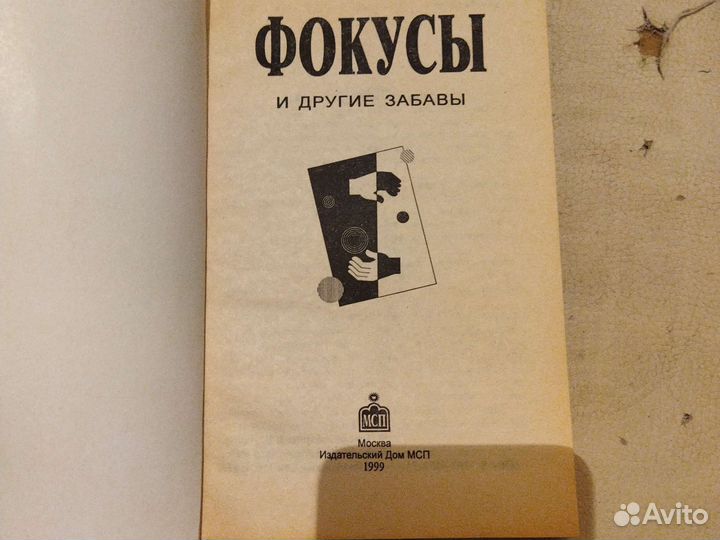 ФОКУСЫ
И ДРУГИЕ ЗАБАВЫ
МСП
Москва
Издательский Дом МСП
1999
Avito